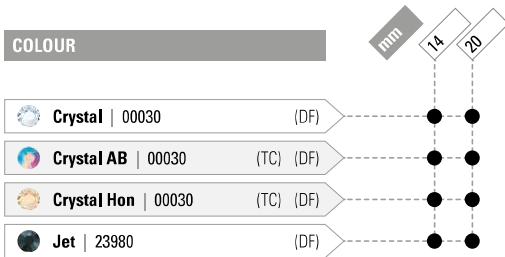 COLOUR mm 14 20
Crystal | 00030 (DF)
Crystal AB | 00030 (TC) (DF)
Crystal Hon | 00030 (TC) (DF)
Jet | 23980 (DF)